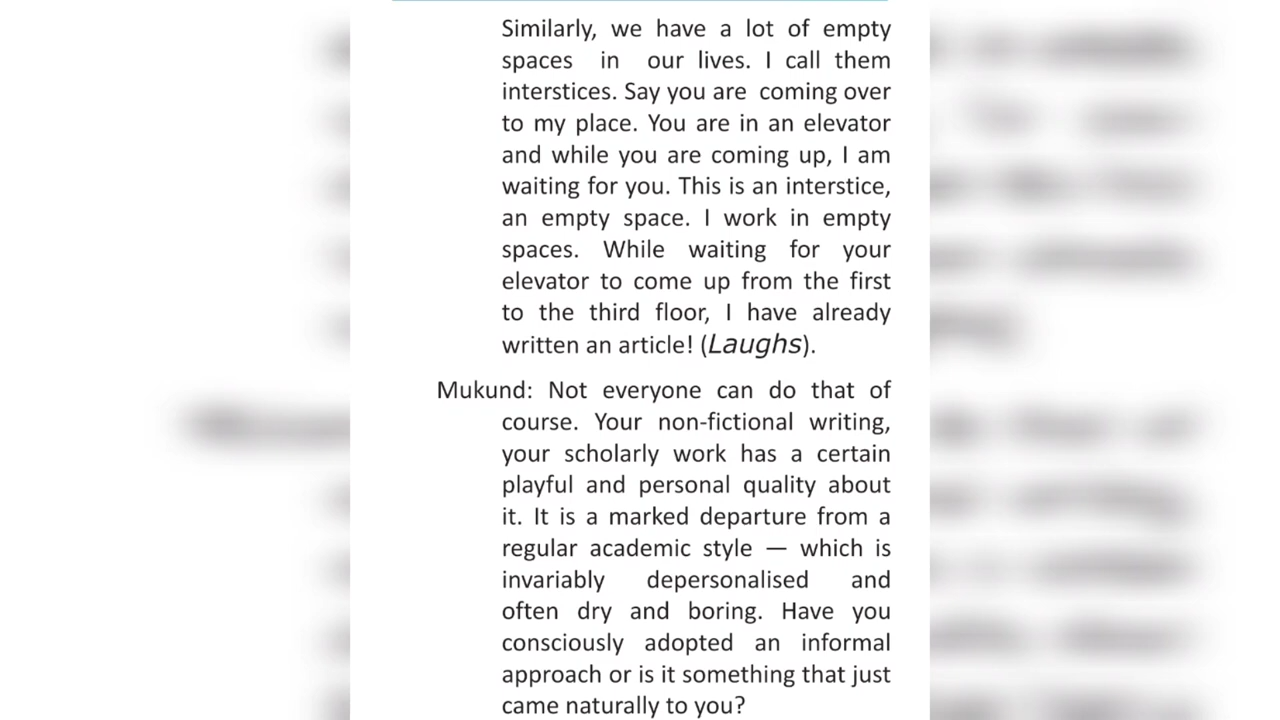 Similarly, we have a lot of empty
spaces in our lives. I call them
interstices. Say you are coming over
to my place. You are in an elevator
and while you are coming up, I am
waiting for you. This is an interstice,
an empty space. I work in empty
spaces. While waiting for your
elevator to come up from the first
to the third floor, I have already
written an article! (Laughs).
Mukund: Not everyone can do that of
course. Your non-fictional writing,
your scholarly work has a certain
playful and personal quality about
it. It is a marked departure from a
regular academic style — which is
invariably depersonalised and
often dry and boring. Have you
consciously adopted an informal
approach or is it something that just
came naturally to you?